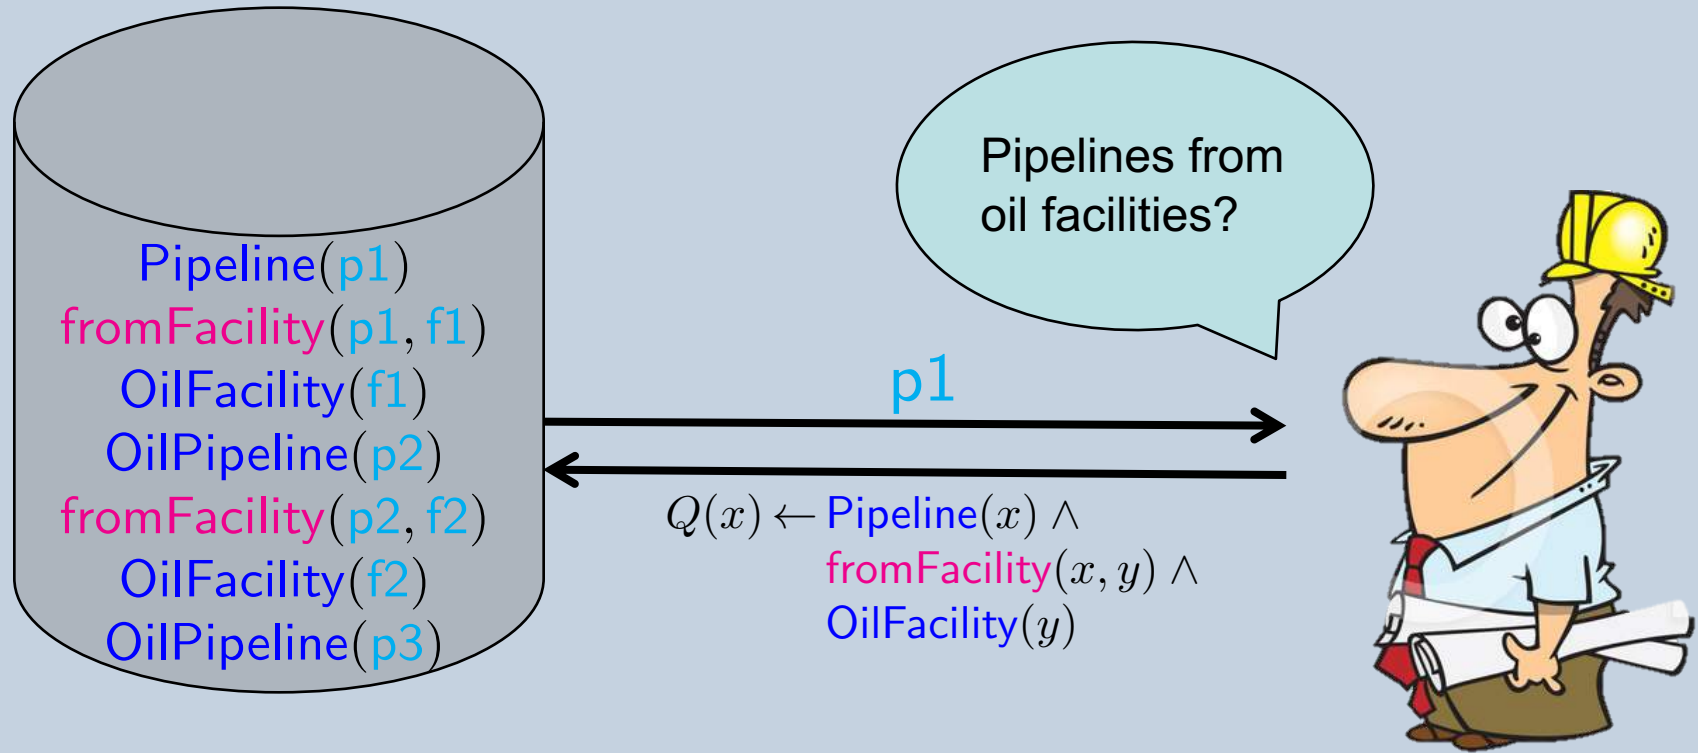 Pipeline(p1)
fromFacility(p1, f1)
OilFacility(f1)
OilPipeline(p2)
fromFacility(p2, f2)
OilFacility(f2)
OilPipeline(p3)
Pipelines from
oil facilities?
p1
Q(x) ← Pipeline(x) ∧
fromFacility(x, y) ∧
OilFacility(y)